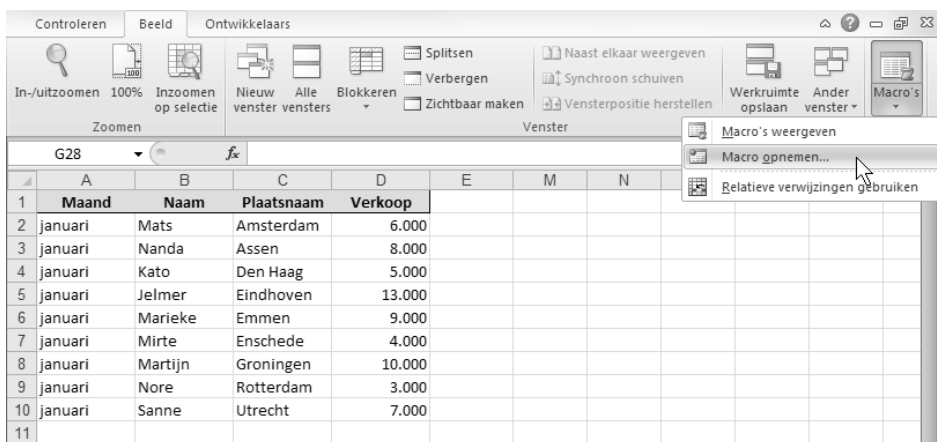 Controleren Beeld Ontwikkelaars
In-/uitzoomen 100% Inzoomen op selectie
Zoomen
Nieuw venster Alle vensters Blokkeren
Splitsen
Verbergen
Zichtbaar maken
Naast elkaar weergeven
Synchroon schuiven
Vensterpositie herstellen
Werkruimte opslaan Ander venster
Venster
Macro's
Macro's weergeven
Macro opnemen...
Relatieve verwijzingen gebruiken
G28 fx
A B C D E M N
1 Maand Naam Plaatsnaam Verkoop
2 januari Mats Amsterdam 6.000
3 januari Nanda Assen 8.000
4 januari Kato Den Haag 5.000
5 januari Jelmer Eindhoven 13.000
6 januari Marieke Emmen 9.000
7 januari Mirte Enschede 4.000
8 januari Martijn Groningen 10.000
9 januari Nore Rotterdam 3.000
10 januari Sanne Utrecht 7.000
11